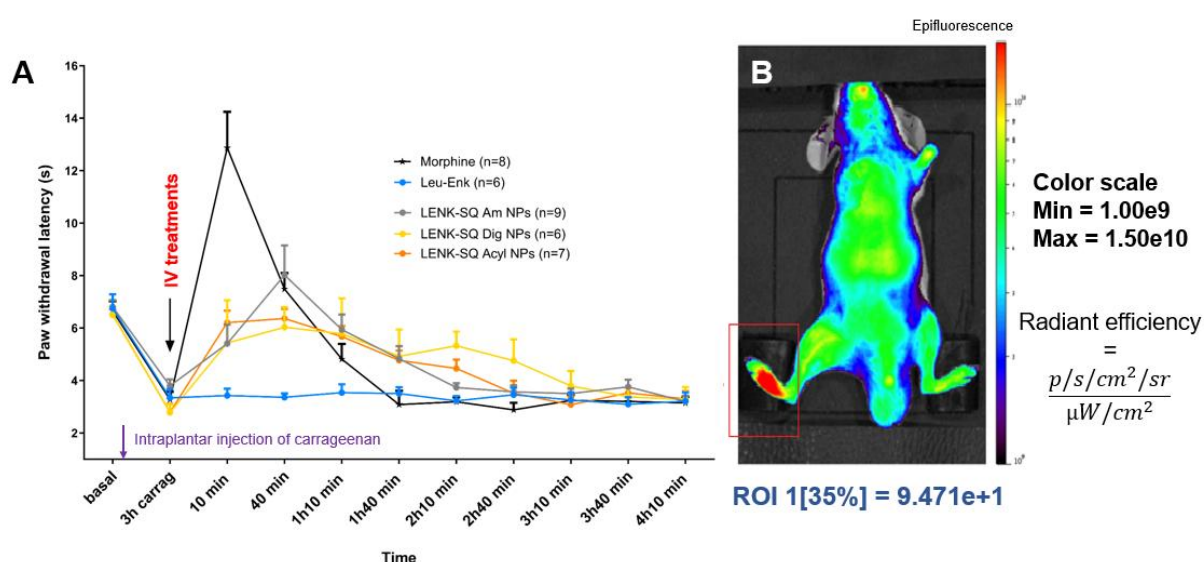 A
Paw withdrawal latency (s)
16
14
12
10
8
6
4
2
IV treatments
Morphine (n=8)
Leu-Enk (n=6)
LENK-SQ Am NPs (n=9)
LENK-SQ Dig NPs (n=6)
LENK-SQ Acyl NPs (n=7)
Intraplantar injection of carrageenan
basal
3h carrag
10 min
40 min
1h10 min
1h40 min
2h10 min
2h40 min
3h10 min
3h40 min
4h10 min
Time
B
Epifluorescence
Color scale
Min = 1.00e9
Max = 1.50e10
Radiant efficiency
=
p/s/cm²/sr
µW/cm²
ROI 1[35%] = 9.471e+1